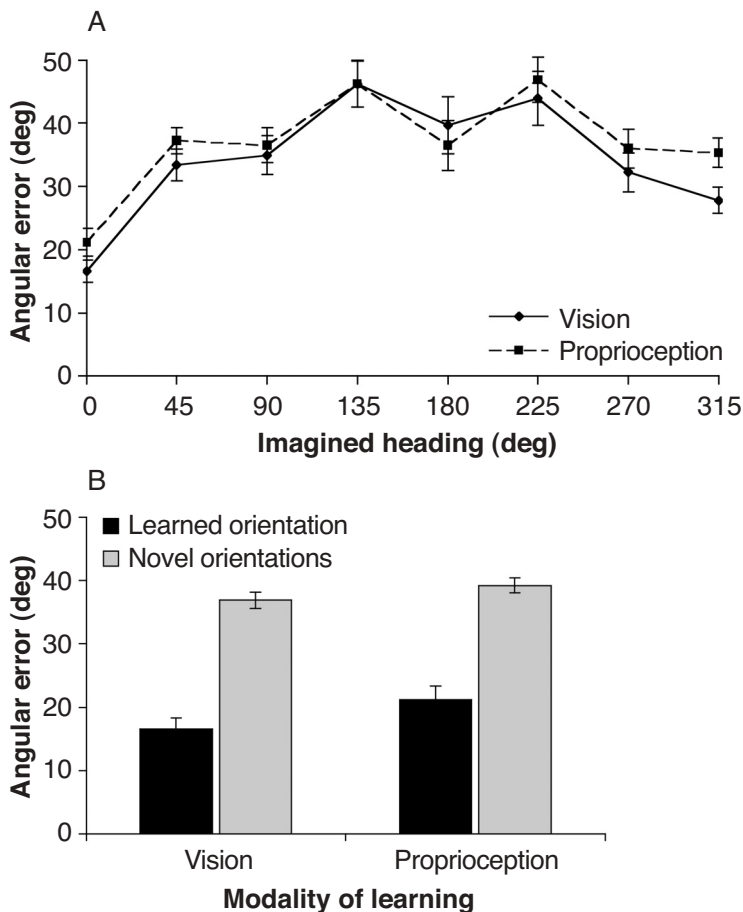 A
50
40
30
20
10
0
Angular error (deg)
Vision
Proprioception
0 45 90 135 180 225 270 315
Imagined heading (deg)
B
Learned orientation
Novel orientations
50
40
30
20
10
0
Angular error (deg)
Vision Proprioception
Modality of learning